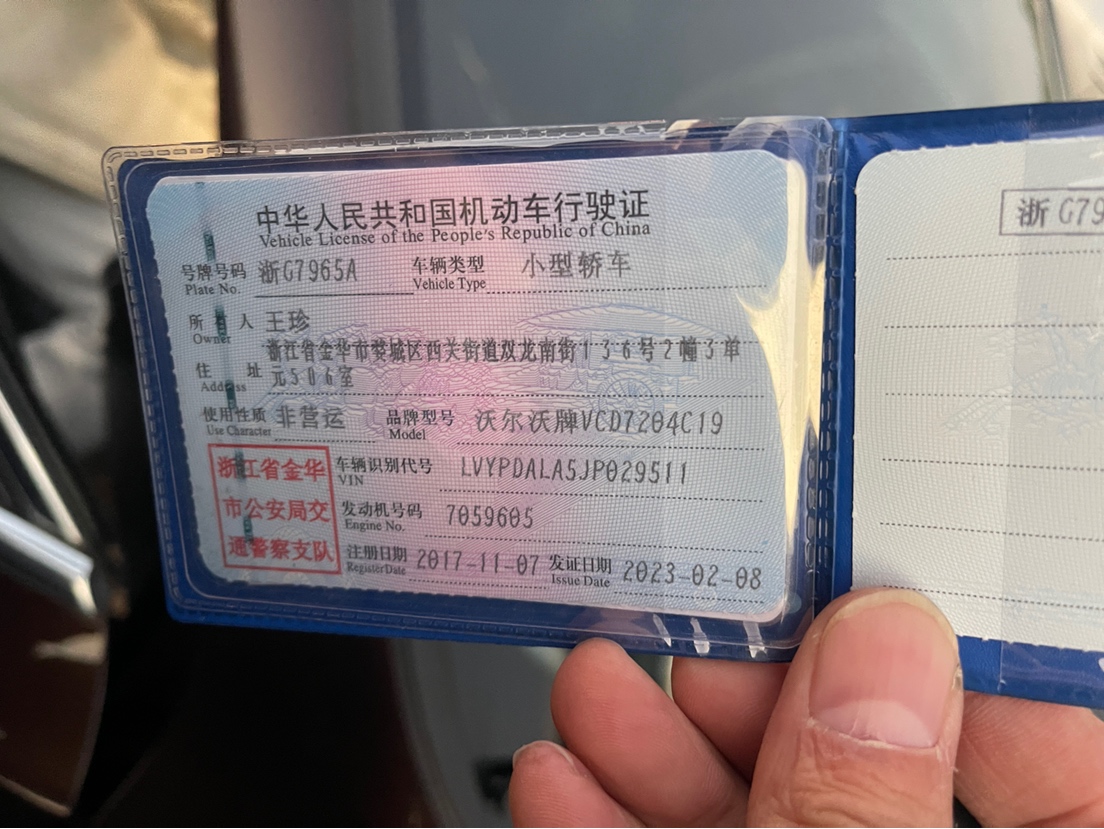 中华人民共和国机动车行驶证
Vehicle License of the People's Republic of China
号牌号码 浙G7965A 车辆类型 小型轿车
Plate No. Vehicle Type
所有人 王珍
Owner
浙江省金华市婺城区西关街道双龙南街136号2幢3单
住址 元506室
Address
使用性质 非营运 品牌型号 沃尔沃牌VCD7204C19
Use Character Model
浙江省金华 车辆识别代号 LVYPDALA5JP029511
VIN
市公安局交 发动机号码 7059605
Engine No.
通警察支队 注册日期 2017-11-07 发证日期 2023-02-08
Register Date Issue Date
浙G79